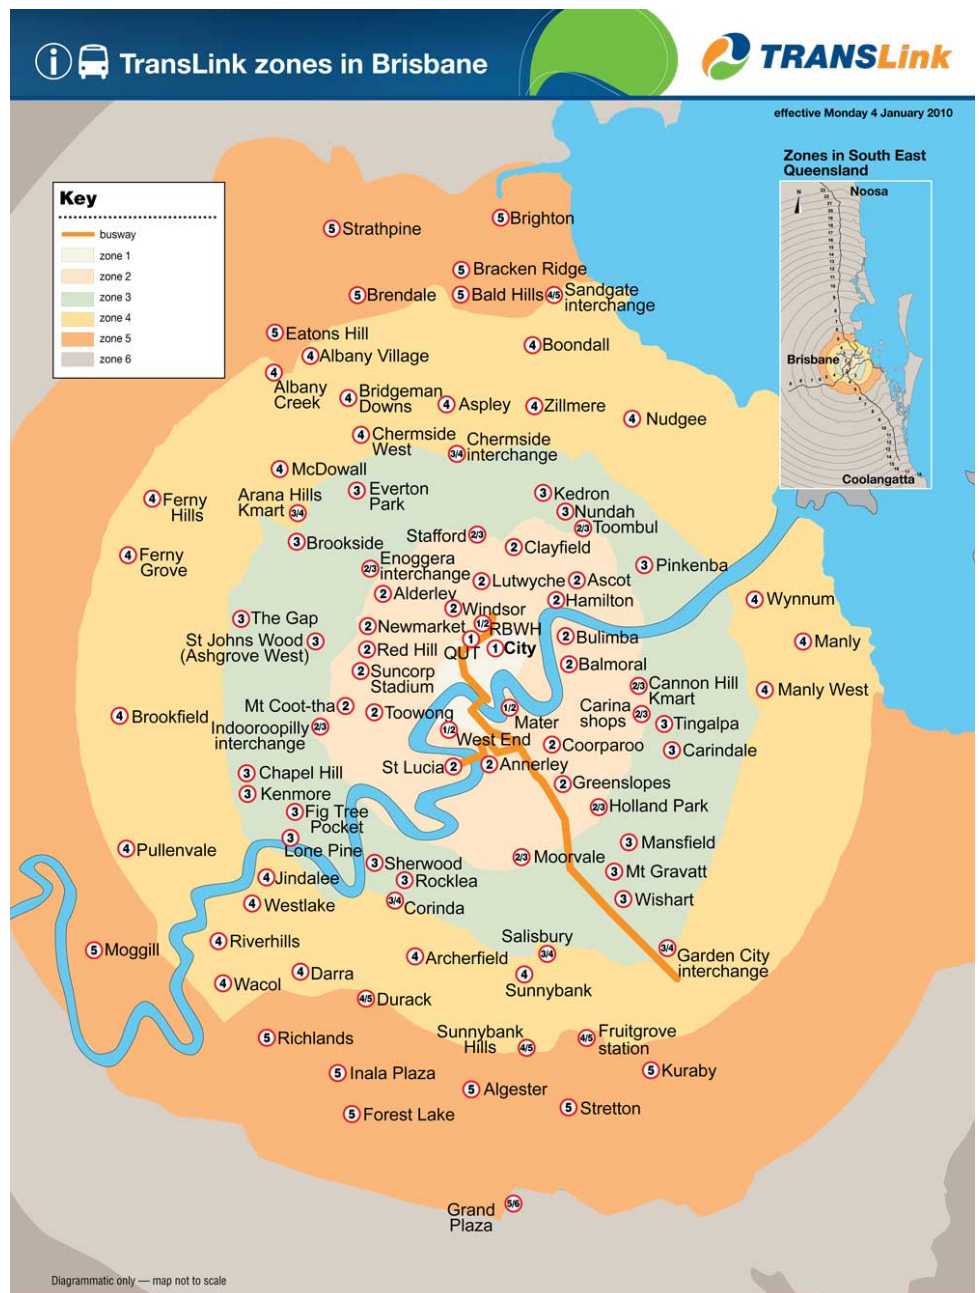 TransLink zones in Brisbane
TRANSLink
effective Monday 4 January 2010
Zones in South East
Queensland
N
Noosa
Brisbane
Coolangatta
Key
busway
zone 1
zone 2
zone 3
zone 4
zone 5
zone 6
5 Strathpine
5 Brighton
5 Bracken Ridge
5 Brendale
5 Bald Hills
4/5 Sandgate
interchange
5 Eatons Hill
4 Albany Village
4 Boondall
4 Albany
Creek
4 Bridgeman
Downs
4 Aspley
4 Zillmere
4 Nudgee
4 Chermside
West
3/4 Chermside
interchange
4 McDowall
4 Ferny
Hills
Arana Hills
Kmart 3/4
3 Everton
Park
3 Kedron
3 Nundah
2/3 Toombul
Stafford 2/3
3 Brookside
2 Clayfield
4 Ferny
Grove
2/3 Enoggera
interchange
3 Pinkenba
2 Lutwyche
2 Ascot
2 Alderley
2 Windsor
2 Hamilton
4 Wynnum
3 The Gap
2 Newmarket
1/2 RBWH
St Johns Wood 3
(Ashgrove West)
2 Red Hill
1 QUT
1 City
2 Bulimba
4 Manly
2 Suncorp
Stadium
2 Balmoral
2/3 Cannon Hill
Kmart
4 Manly West
Mt Coot-tha 2
2 Toowong
1/2 Mater
Carina
shops 2/3
4 Brookfield
Indooroopilly
interchange 2/3
1/2 West End
3 Tingalpa
2 Coorparoo
3 Carindale
3 Chapel Hill
St Lucia 2
2 Annerley
3 Kenmore
2 Greenslopes
3 Fig Tree
Pocket
2/3 Holland Park
3 Lone Pine
4 Pullenvale
3 Mansfield
3 Sherwood
2/3 Moorvale
4 Jindalee
3 Rocklea
3 Mt Gravatt
4 Westlake
3/4 Corinda
3 Wishart
5 Moggill
4 Riverhills
Salisbury
3/4
4 Archerfield
3/4 Garden City
interchange
4 Wacol
4 Darra
4
Sunnybank
4/5 Durack
5 Richlands
Sunnybank
Hills 4/5
4/5 Fruitgrove
station
5 Inala Plaza
5 Algester
5 Kuraby
5 Forest Lake
5 Stretton
Grand
Plaza 5/6
Diagrammatic only — map not to scale